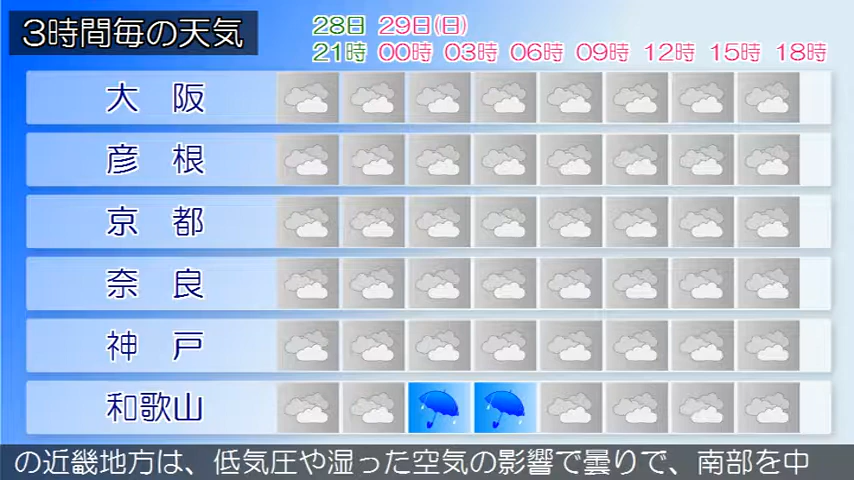 3時間毎の天気
28日 29日(日)
21時 00時 03時 06時 09時 12時 15時 18時
大 阪
彦 根
京 都
奈 良
神 戸
和歌山
の近畿地方は、低気圧や湿った空気の影響で曇りで、南部を中